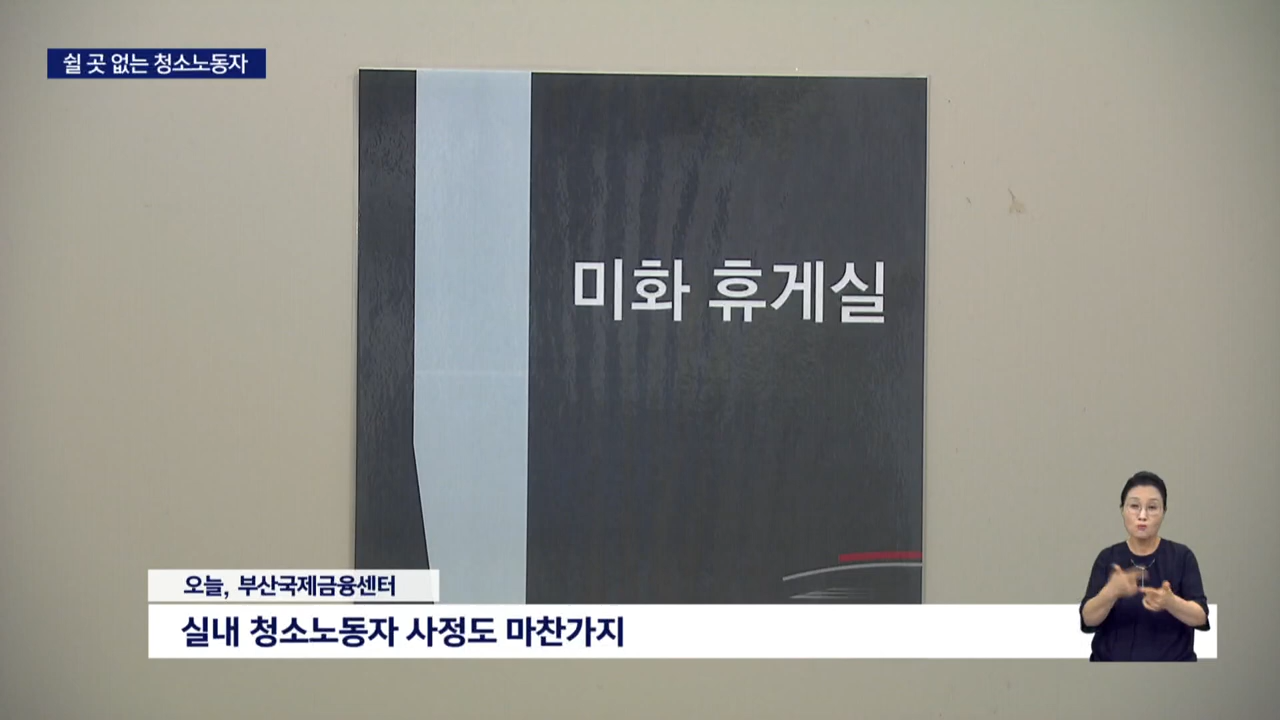 쉴 곳 없는 청소노동자
미화 휴게실
오늘, 부산국제금융센터
실내 청소노동자 사정도 마찬가지